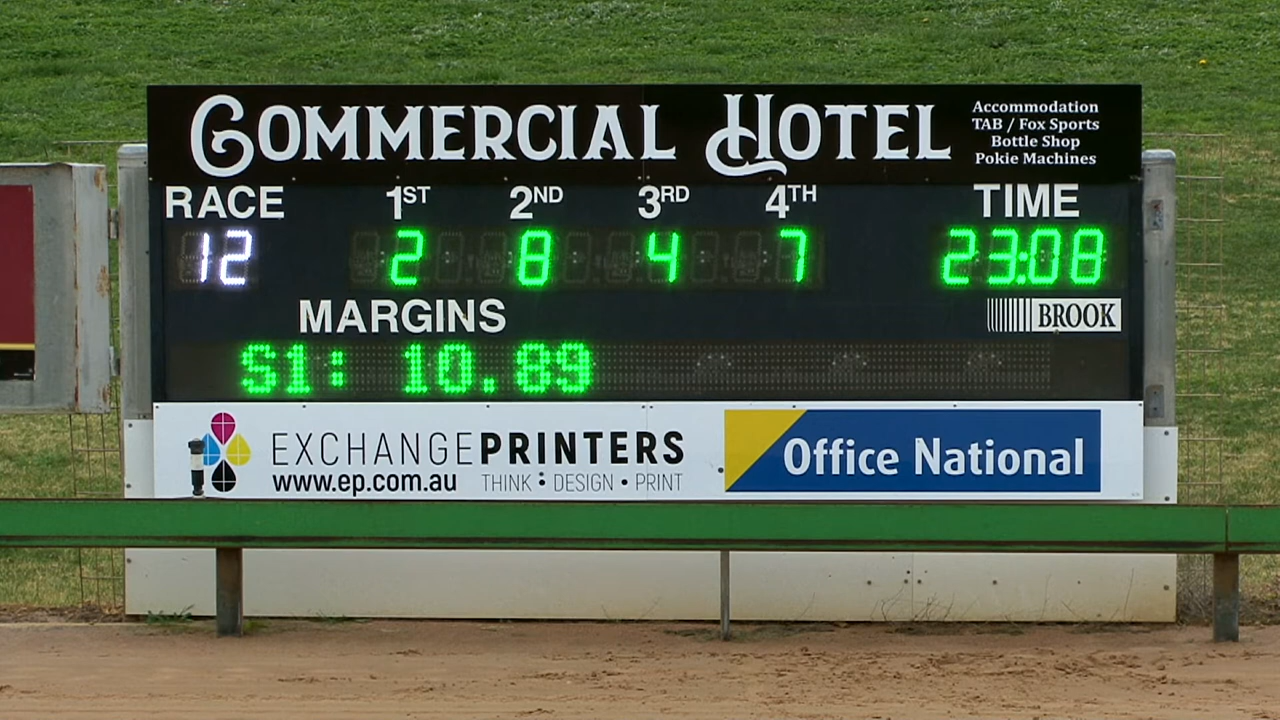 COMMERCIAL HOTEL
Accommodation
TAB / Fox Sports
Bottle Shop
Pokie Machines
RACE 1ST 2ND 3RD 4TH TIME
12 2 8 4 7 23:08
MARGINS
BROOK
S1: 10.89
EXCHANGEPRINTERS
www.ep.com.au THINK : DESIGN • PRINT
Office National